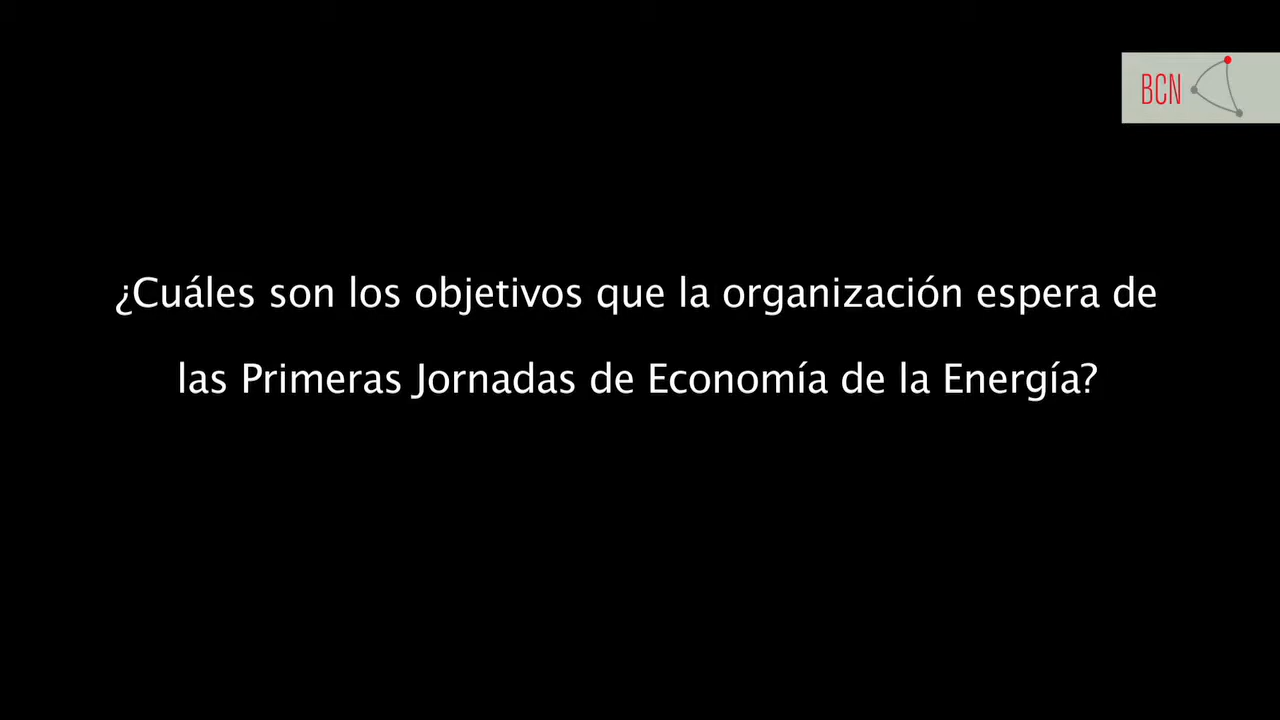 BCN
¿Cuáles son los objetivos que la organización espera de
las Primeras Jornadas de Economía de la Energía?